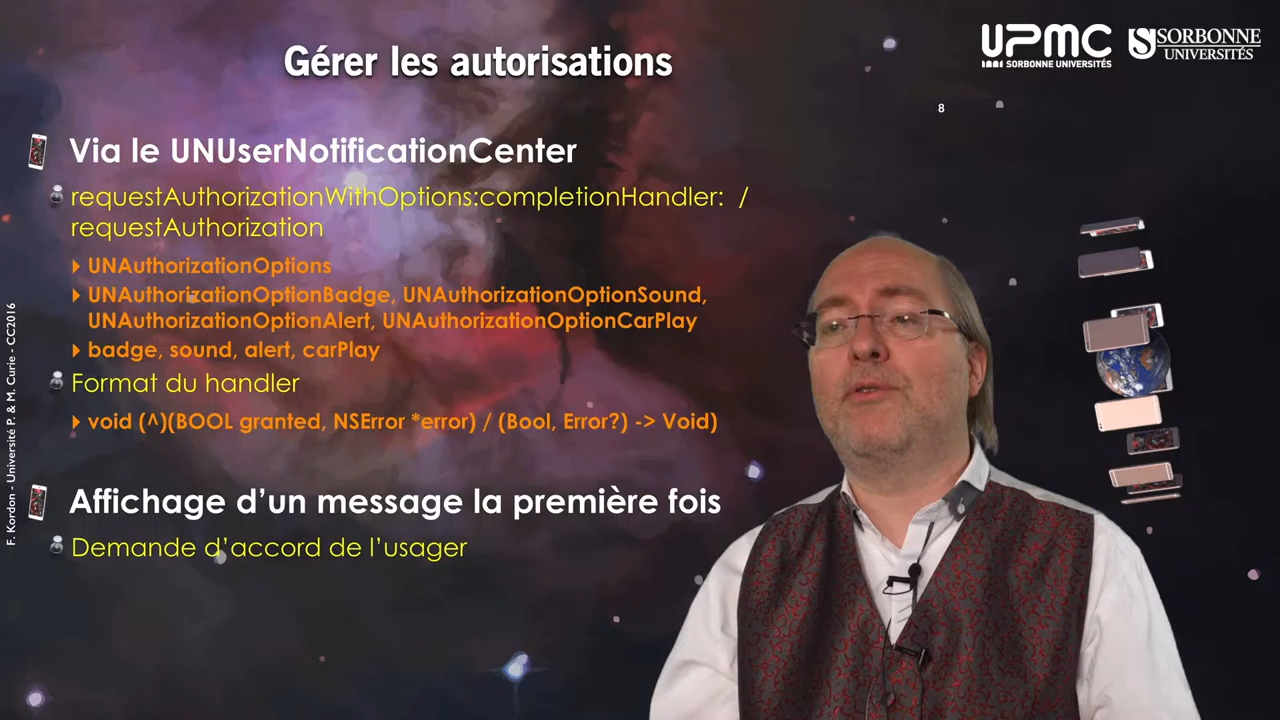 Gérer les autorisations
UPMC
SORBONNE UNIVERSITÉS
SORBONNE
UNIVERSITÉS
8
Via le UNUserNotificationCenter
requestAuthorizationWithOptions:completionHandler: /
requestAuthorization
UNAuthorizationOptions
UNAuthorizationOptionBadge, UNAuthorizationOptionSound,
UNAuthorizationOptionAlert, UNAuthorizationOptionCarPlay
badge, sound, alert, carPlay
Format du handler
void (^)(BOOL granted, NSError *error) / (Bool, Error?) -> Void)
Affichage d’un message la première fois
Demande d’accord de l’usager
F. Kordon - Université P. & M. Curie - CC2016